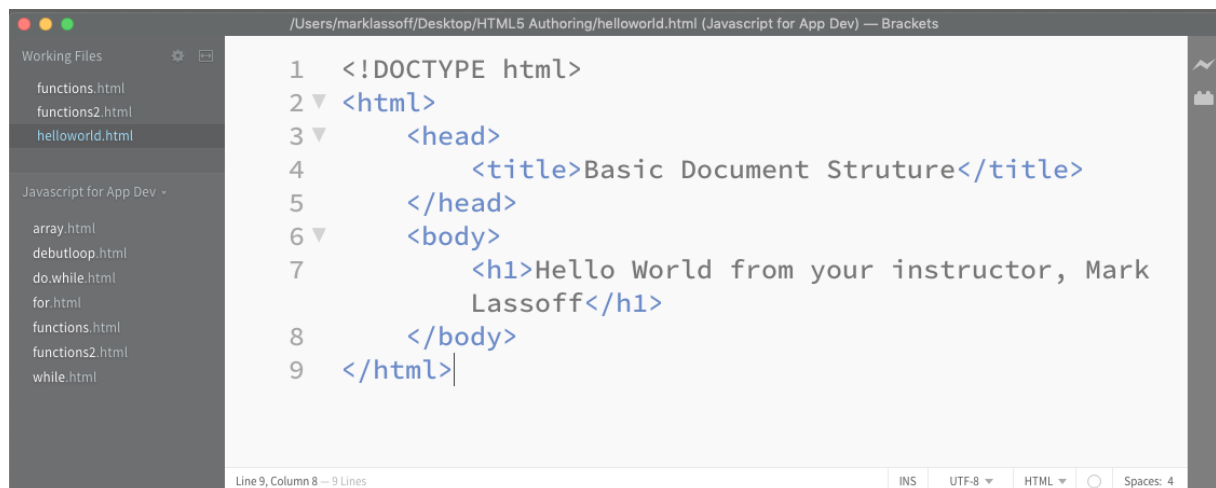 /Users/marklassoff/Desktop/HTML5 Authoring/helloworld.html (Javascript for App Dev) — Brackets
Working Files
functions.html
functions2.html
helloworld.html
Javascript for App Dev
array.html
debutloop.html
do.while.html
for.html
functions.html
functions2.html
while.html
1 <!DOCTYPE html>
2 <html>
3 <head>
4 <title>Basic Document Struture</title>
5 </head>
6 <body>
7 <h1>Hello World from your instructor, Mark
Lassoff</h1>
8 </body>
9 </html>
Line 9, Column 8 — 9 Lines
INS UTF-8 HTML Spaces: 4